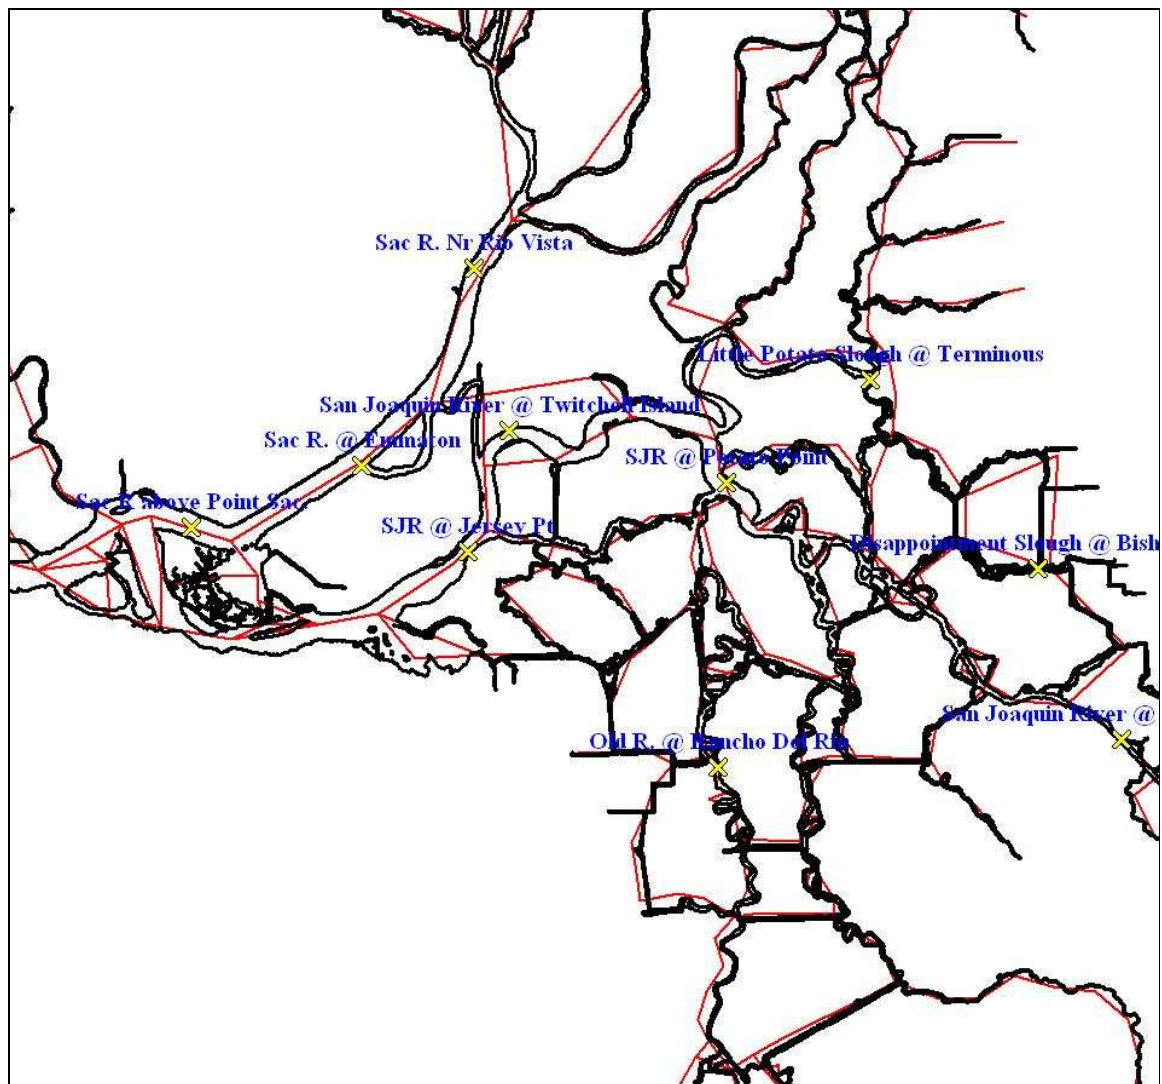 Sac R. Nr Rio Vista
Little Potato Slough @ Terminous
San Joaquin River @ Twitchell Island
Sac R. @ Emmaton
SJR @ Potato Point
Sac R above Point Sac
SJR @ Jersey Pt
Disappointment Slough @ Bish
San Joaquin River @
Old R. @ Rancho Del Rio